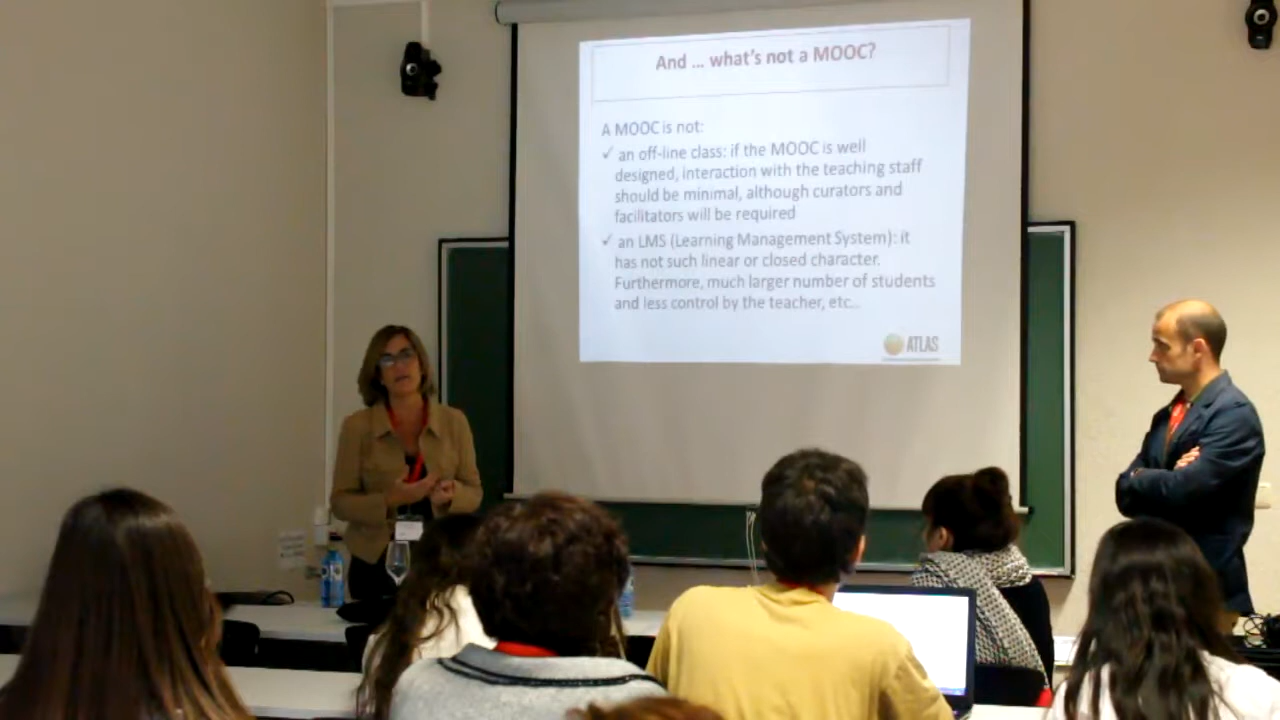 And ... what's not a MOOC?
A MOOC is not:
✓ an off-line class: if the MOOC is well
designed, interaction with the teaching staff
should be minimal, although curators and
facilitators will be required
✓ an LMS (Learning Management System): it
has not such linear or closed character.
Furthermore, much larger number of students
and less control by the teacher, etc...
ATLAS